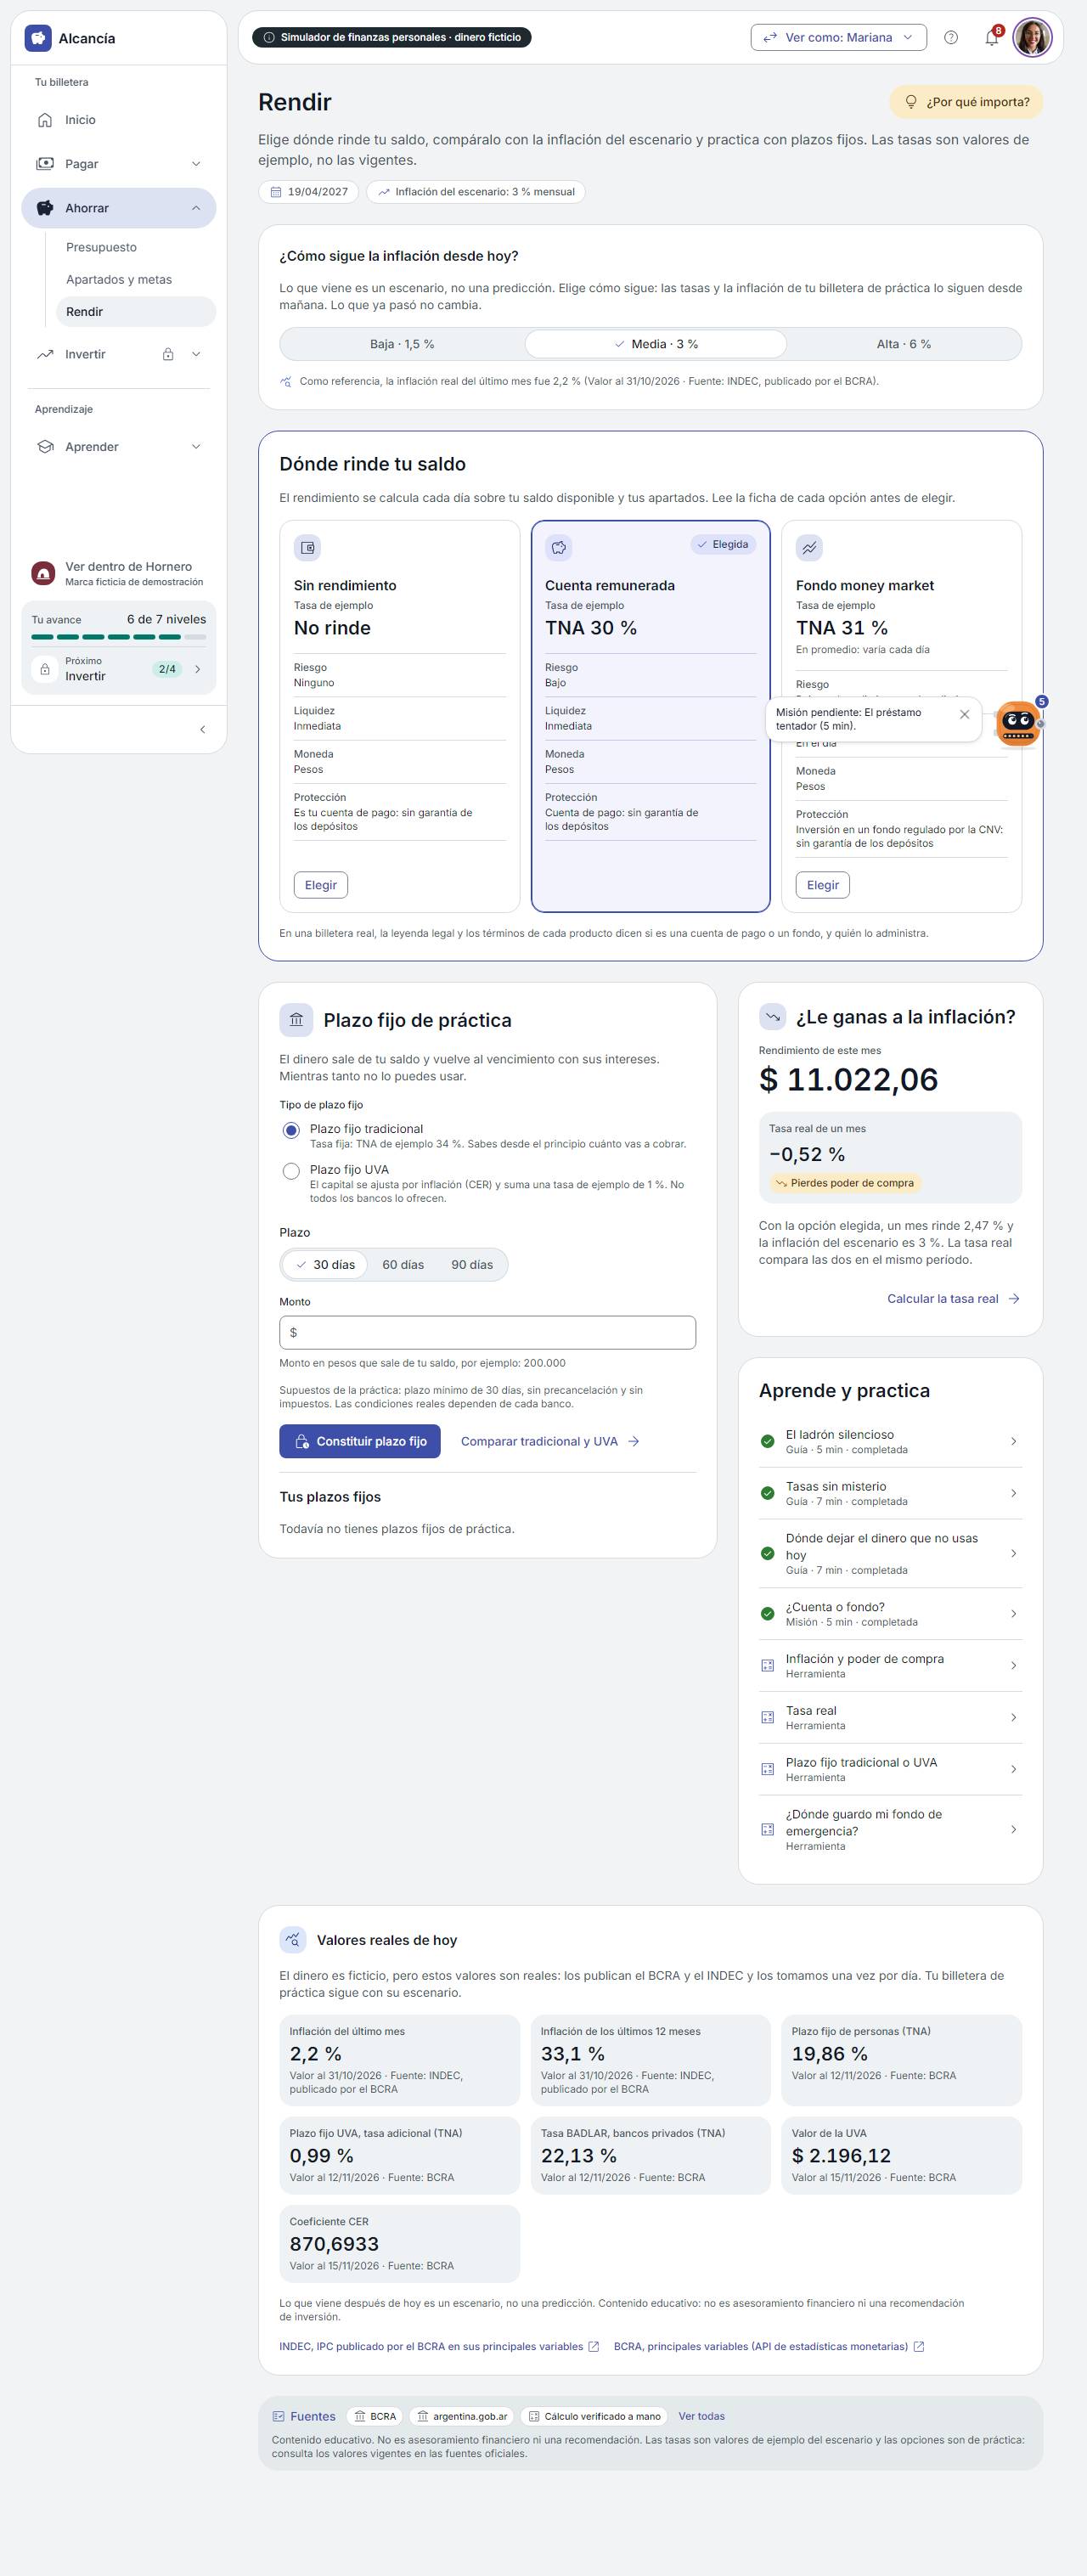 Alcancía
Tu billetera
Inicio
Pagar
Ahorrar
Presupuesto
Apartados y metas
Rendir
Invertir
Aprendizaje
Aprender
Ver dentro de Hornero
Marca ficticia de demostración
Tu avance 6 de 7 niveles
Próximo
Invertir
2/4
Simulador de finanzas personales · dinero ficticio
Ver como: Mariana
8
Rendir
¿Por qué importa?
Elige dónde rinde tu saldo, compáralo con la inflación del escenario y practica con plazos fijos. Las tasas son valores de
ejemplo, no las vigentes.
19/04/2027
Inflación del escenario: 3 % mensual
¿Cómo sigue la inflación desde hoy?
Lo que viene es un escenario, no una predicción. Elige cómo sigue: las tasas y la inflación de tu billetera de práctica lo siguen desde
mañana. Lo que ya pasó no cambia.
Baja · 1,5 %
Media · 3 %
Alta · 6 %
Como referencia, la inflación real del último mes fue 2,2 % (Valor al 31/10/2026 · Fuente: INDEC, publicado por el BCRA).
Dónde rinde tu saldo
El rendimiento se calcula cada día sobre tu saldo disponible y tus apartados. Lee la ficha de cada opción antes de elegir.
Sin rendimiento
Tasa de ejemplo
No rinde
Riesgo
Ninguno
Liquidez
Inmediata
Moneda
Pesos
Protección
Es tu cuenta de pago: sin garantía de
los depósitos
Elegir
Elegida
Cuenta remunerada
Tasa de ejemplo
TNA 30 %
Riesgo
Bajo
Liquidez
Inmediata
Moneda
Pesos
Protección
Cuenta de pago: sin garantía de
los depósitos
Fondo money market
Tasa de ejemplo
TNA 31 %
En promedio: varía cada día
Riesgo
Misión pendiente: El préstamo
tentador (5 min).
5
En el día
Moneda
Pesos
Protección
Inversión en un fondo regulado por la CNV:
sin garantía de los depósitos
Elegir
En una billetera real, la leyenda legal y los términos de cada producto dicen si es una cuenta de pago o un fondo, y quién lo administra.
Plazo fijo de práctica
El dinero sale de tu saldo y vuelve al vencimiento con sus intereses.
Mientras tanto no lo puedes usar.
Tipo de plazo fijo
Plazo fijo tradicional
Tasa fija: TNA de ejemplo 34 %. Sabes desde el principio cuánto vas a cobrar.
Plazo fijo UVA
El capital se ajusta por inflación (CER) y suma una tasa de ejemplo de 1 %. No
todos los bancos lo ofrecen.
Plazo
30 días
60 días
90 días
Monto
$
Monto en pesos que sale de tu saldo, por ejemplo: 200.000
Supuestos de la práctica: plazo mínimo de 30 días, sin precancelación y sin
impuestos. Las condiciones reales dependen de cada banco.
Constituir plazo fijo
Comparar tradicional y UVA
Tus plazos fijos
Todavía no tienes plazos fijos de práctica.
¿Le ganas a la inflación?
Rendimiento de este mes
$ 11.022,06
Tasa real de un mes
−0,52 %
Pierdes poder de compra
Con la opción elegida, un mes rinde 2,47 % y
la inflación del escenario es 3 %. La tasa real
compara las dos en el mismo período.
Calcular la tasa real
Aprende y practica
El ladrón silencioso
Guía · 5 min · completada
Tasas sin misterio
Guía · 7 min · completada
Dónde dejar el dinero que no usas
hoy
Guía · 7 min · completada
¿Cuenta o fondo?
Misión · 5 min · completada
Inflación y poder de compra
Herramienta
Tasa real
Herramienta
Plazo fijo tradicional o UVA
Herramienta
¿Dónde guardo mi fondo de
emergencia?
Herramienta
Valores reales de hoy
El dinero es ficticio, pero estos valores son reales: los publican el BCRA y el INDEC y los tomamos una vez por día. Tu billetera de
práctica sigue con su escenario.
Inflación del último mes
2,2 %
Valor al 31/10/2026 · Fuente: INDEC,
publicado por el BCRA
Inflación de los últimos 12 meses
33,1 %
Valor al 31/10/2026 · Fuente: INDEC,
publicado por el BCRA
Plazo fijo de personas (TNA)
19,86 %
Valor al 12/11/2026 · Fuente: BCRA
Plazo fijo UVA, tasa adicional (TNA)
0,99 %
Valor al 12/11/2026 · Fuente: BCRA
Tasa BADLAR, bancos privados (TNA)
22,13 %
Valor al 12/11/2026 · Fuente: BCRA
Valor de la UVA
$ 2.196,12
Valor al 15/11/2026 · Fuente: BCRA
Coeficiente CER
870,6933
Valor al 15/11/2026 · Fuente: BCRA
Lo que viene después de hoy es un escenario, no una predicción. Contenido educativo: no es asesoramiento financiero ni una recomendación
de inversión.
INDEC, IPC publicado por el BCRA en sus principales variables
BCRA, principales variables (API de estadísticas monetarias)
Fuentes
BCRA
argentina.gob.ar
Cálculo verificado a mano
Ver todas
Contenido educativo. No es asesoramiento financiero ni una recomendación. Las tasas son valores de ejemplo del escenario y las opciones son de práctica:
consulta los valores vigentes en las fuentes oficiales.